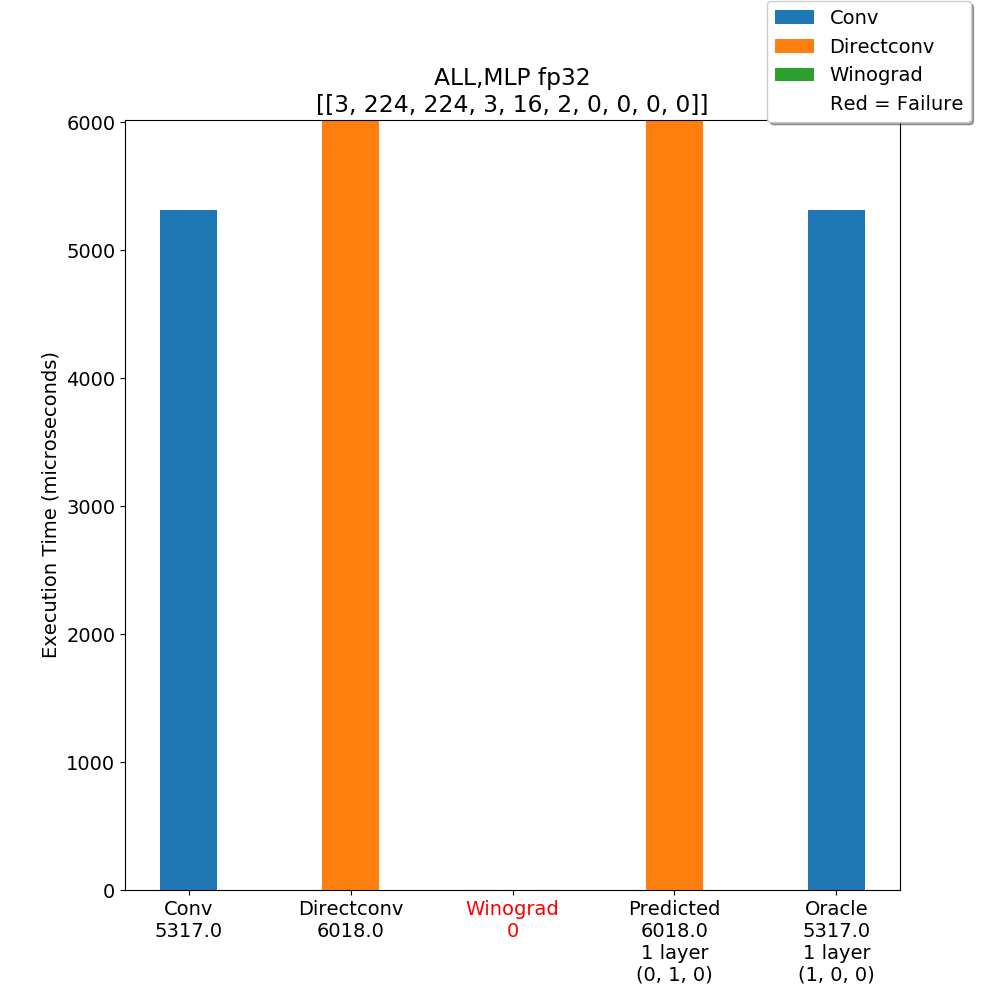 Conv
Directconv
Winograd
Red = Failure
ALL,MLP fp32
[[3, 224, 224, 3, 16, 2, 0, 0, 0, 0]]
Execution Time (microseconds)
6000
5000
4000
3000
2000
1000
0
Conv
5317.0
Directconv
6018.0
Winograd
0
Predicted
6018.0
1 layer
(0, 1, 0)
Oracle
5317.0
1 layer
(1, 0, 0)